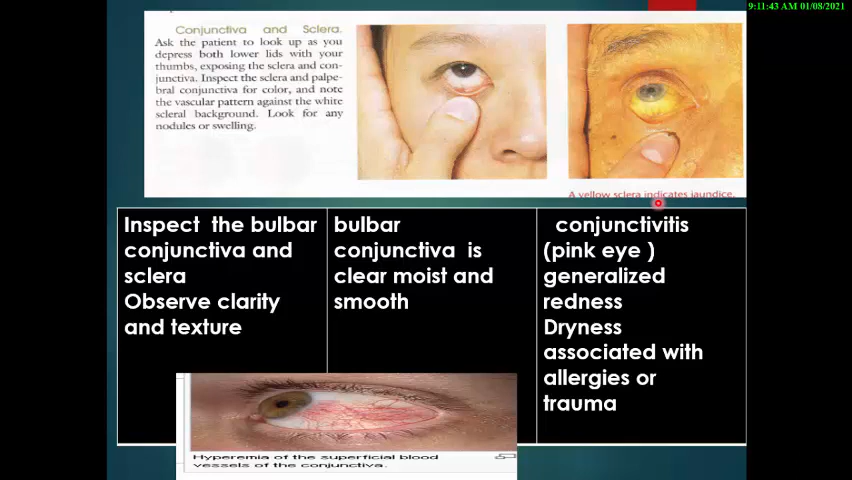 9:11:43 AM 01/08/2021
Conjunctiva and Sclera.
Ask the patient to look up as you
depress both lower lids with your
thumbs, exposing the sclera and con-
junctiva. Inspect the sclera and palpe-
bral conjunctiva for color, and note
the vascular pattern against the white
scleral background. Look for any
nodules or swelling.
A yellow sclera indicates jaundice.
Inspect the bulbar
conjunctiva and
sclera
Observe clarity
and texture
bulbar
conjunctiva is
clear moist and
smooth
conjunctivitis
(pink eye )
generalized
redness
Dryness
associated with
allergies or
trauma
Hyperemia of the superficial blood
vessels of the conjunctiva.